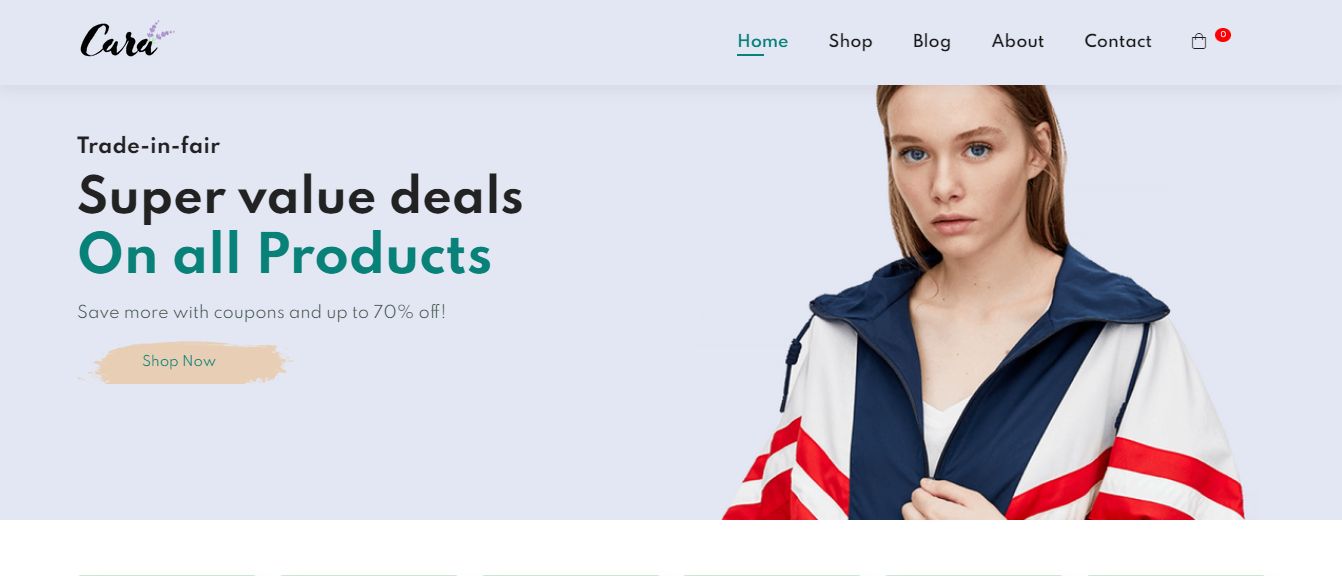 Cara
Home Shop Blog About Contact 0
Trade-in-fair
Super value deals
On all Products
Save more with coupons and up to 70% off!
Shop Now